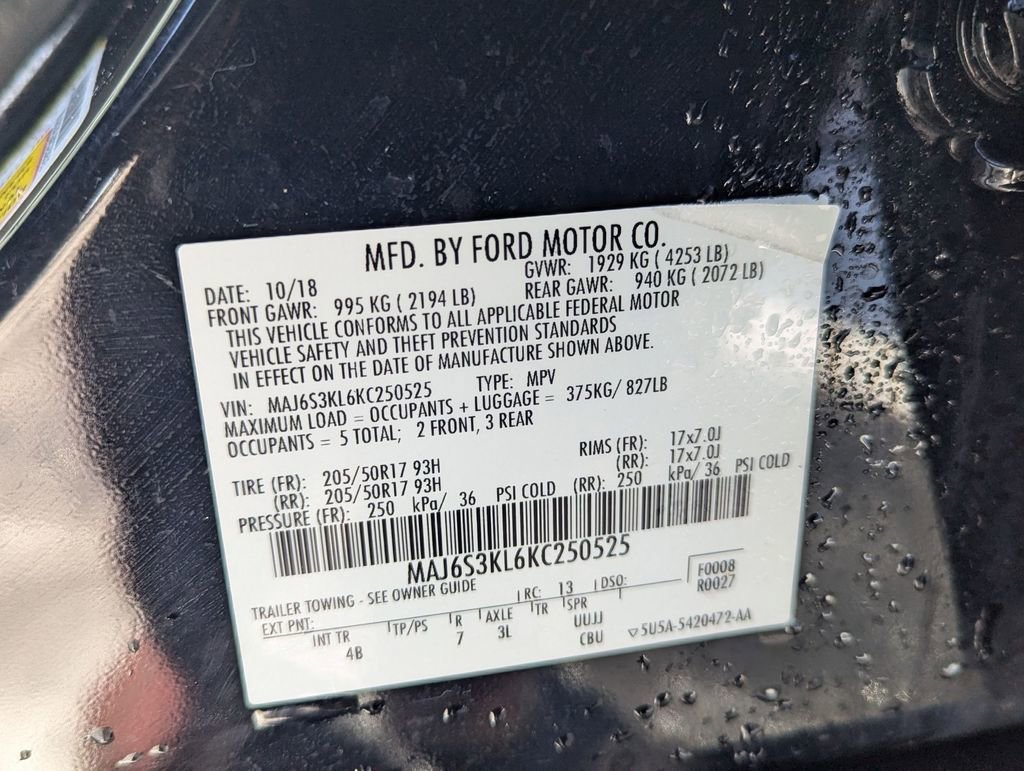 MFD. BY FORD MOTOR CO.
DATE: 10/18 GVWR: 1929 KG ( 4253 LB)
FRONT GAWR: 995 KG ( 2194 LB) REAR GAWR: 940 KG ( 2072 LB)
THIS VEHICLE CONFORMS TO ALL APPLICABLE FEDERAL MOTOR
VEHICLE SAFETY AND THEFT PREVENTION STANDARDS
IN EFFECT ON THE DATE OF MANUFACTURE SHOWN ABOVE.
VIN: MAJ6S3KL6KC250525 TYPE: MPV
MAXIMUM LOAD = OCCUPANTS + LUGGAGE = 375KG/ 827LB
OCCUPANTS = 5 TOTAL; 2 FRONT, 3 REAR
TIRE (FR): 205/50R17 93H RIMS (FR): 17x7.0J
(RR): 205/50R17 93H (RR): 17x7.0J
PRESSURE (FR): 250 kPa/ 36 PSI COLD (RR): 250 kPa/ 36 PSI COLD
MAJ6S3KL6KC250525
TRAILER TOWING - SEE OWNER GUIDE
EXT PNT: RC: 13 DSO: F0008
R0027
INT TR TP/PS R AXLE TR SPR
4B 7 3L UUJJ
CBU ▽5U5A-5420472-AA